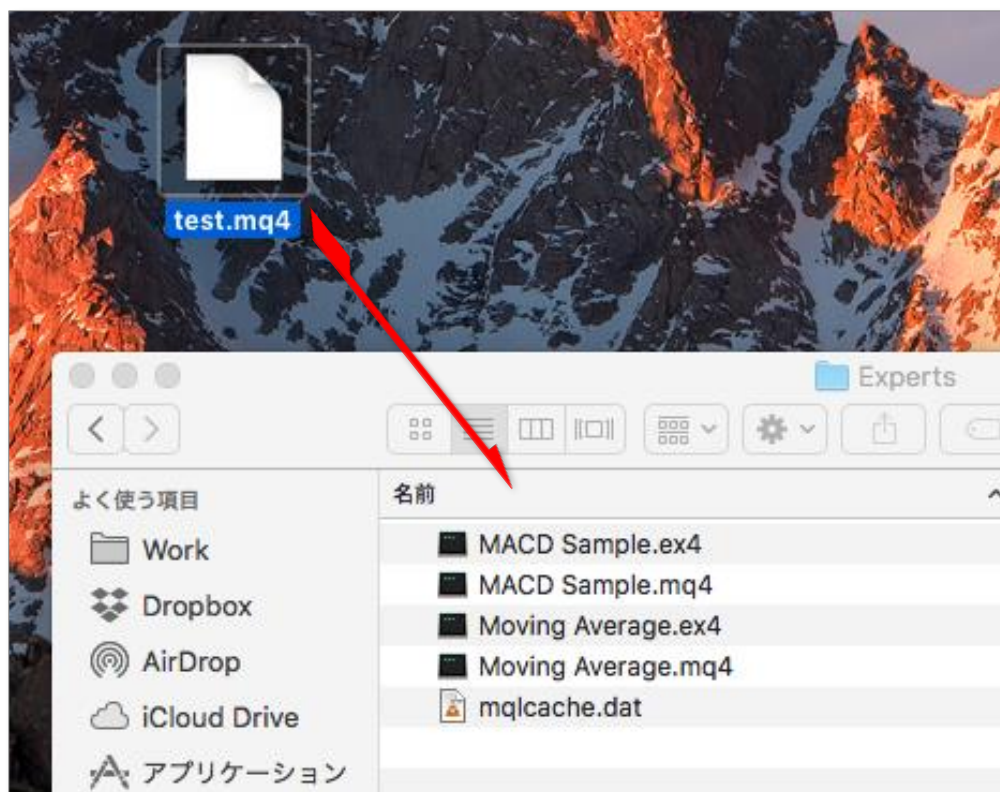 test.mq4
Experts
よく使う項目
名前
Work
MACD Sample.ex4
Dropbox
MACD Sample.mq4
AirDrop
Moving Average.ex4
iCloud Drive
Moving Average.mq4
アプリケーション
mqlcache.dat